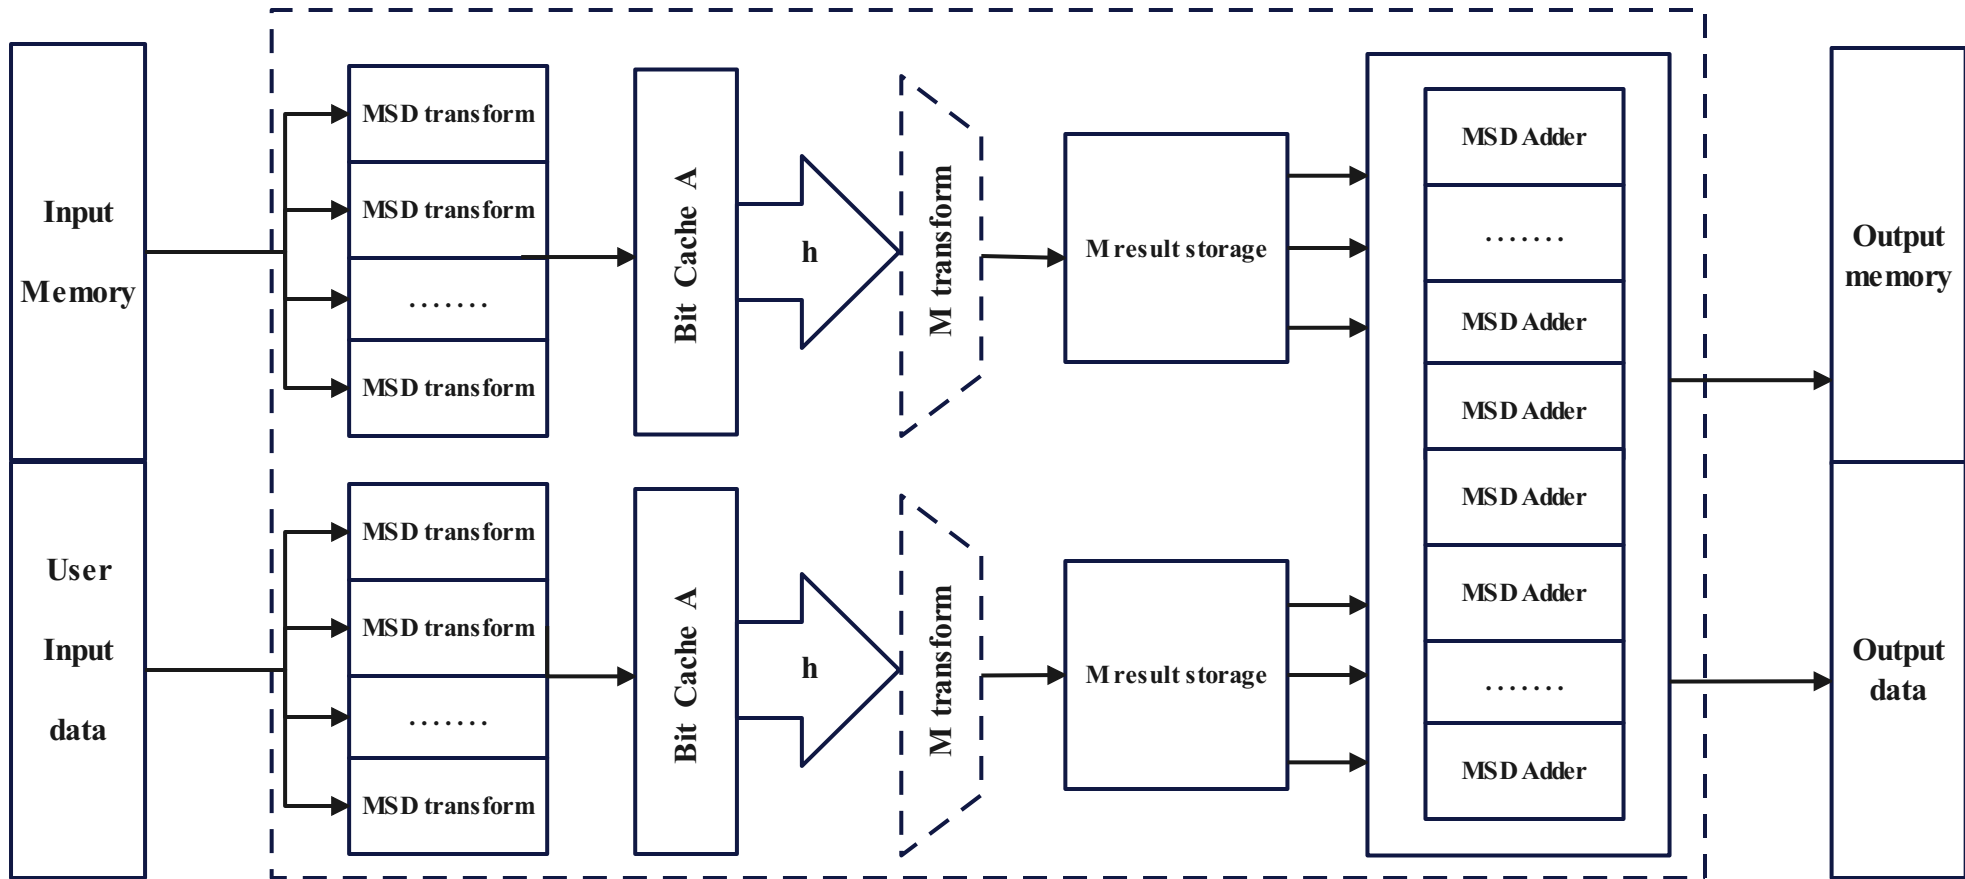 Input
Memory
User
Input
data
MSD transform
MSD transform
.......
MSD transform
MSD transform
MSD transform
.......
MSD transform
Bit Cache A
Bit Cache A
h
h
M transform
M transform
M result storage
M result storage
MSD Adder
.......
MSD Adder
MSD Adder
MSD Adder
MSD Adder
.......
MSD Adder
Output
memory
Output
data